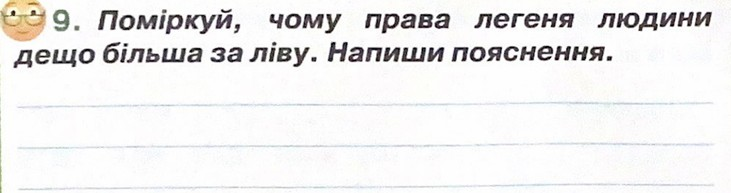 9. Поміркуй, чому права легеня людини
дещо більша за ліву. Напиши пояснення.